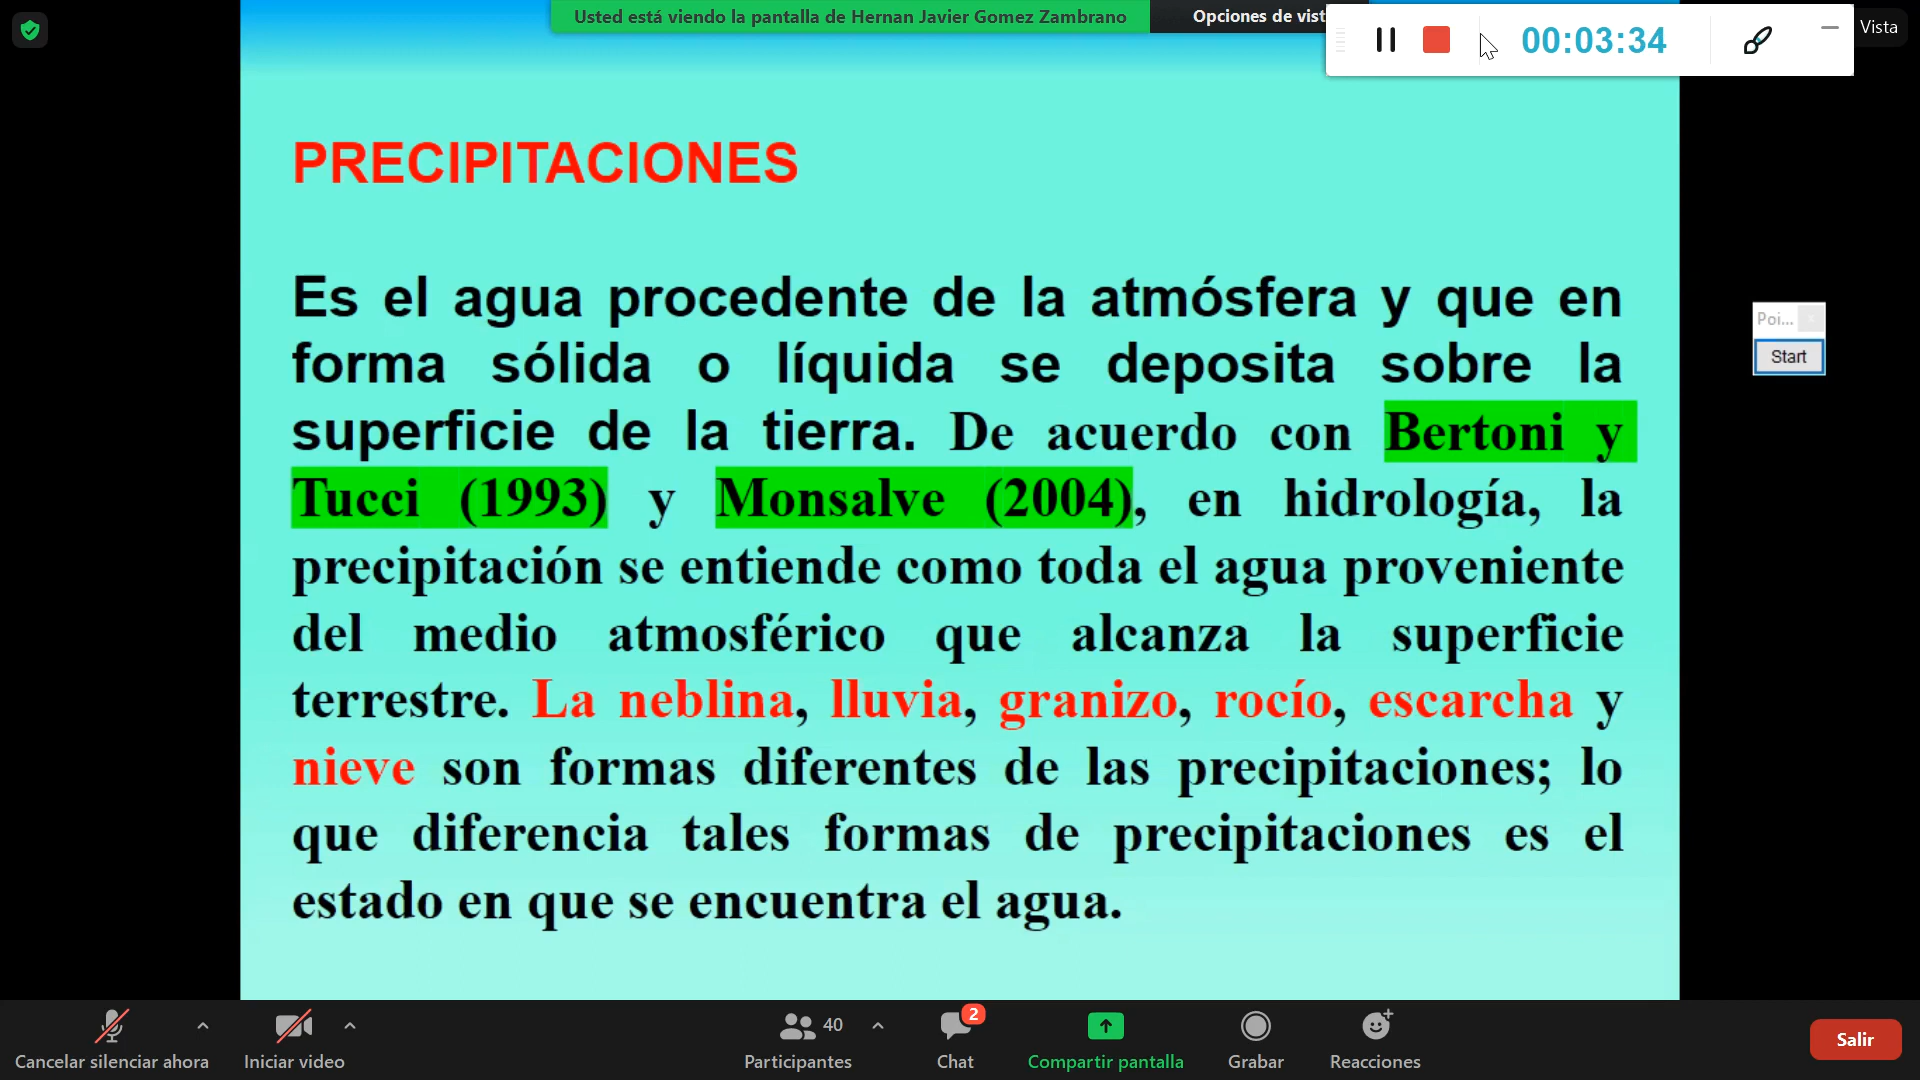 Usted está viendo la pantalla de Hernan Javier Gomez Zambrano
Opciones de vist
00:03:34
Vista
PRECIPITACIONES
Es el agua procedente de la atmósfera y que en
forma sólida o líquida se deposita sobre la
superficie de la tierra. De acuerdo con Bertoni y
Tucci (1993) y Monsalve (2004), en hidrología, la
precipitación se entiende como toda el agua proveniente
del medio atmosférico que alcanza la superficie
terrestre. La neblina, lluvia, granizo, rocío, escarcha y
nieve son formas diferentes de las precipitaciones; lo
que diferencia tales formas de precipitaciones es el
estado en que se encuentra el agua.
Poi...
Start
Cancelar silenciar ahora
Iniciar video
40
Participantes
2
Chat
Compartir pantalla
Grabar
Reacciones
Salir